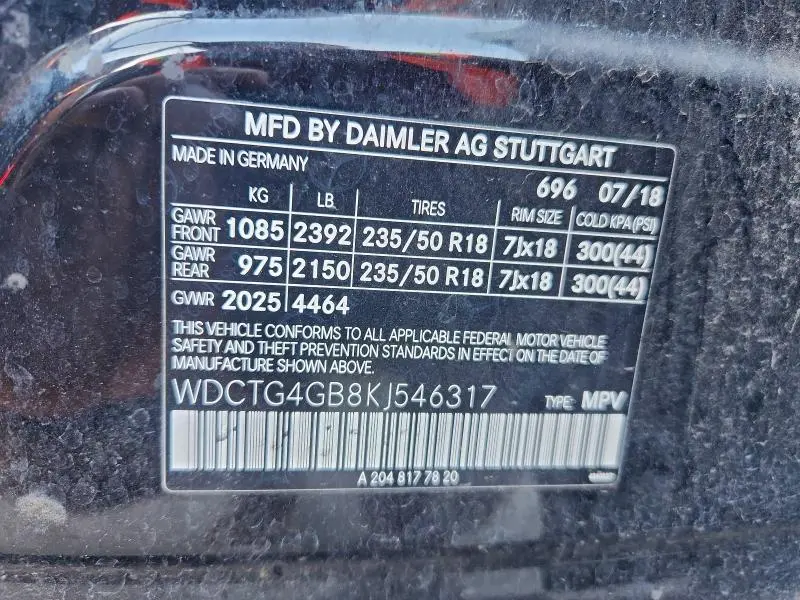 MFD BY DAIMLER AG STUTTGART
MADE IN GERMANY 696 07/18
KG LB. TIRES RIM SIZE COLD KPA(PSI)
GAWR FRONT 1085 2392 235/50 R18 7Jx18 300(44)
GAWR REAR 975 2150 235/50 R18 7Jx18 300(44)
GVWR 2025 4464
THIS VEHICLE CONFORMS TO ALL APPLICABLE FEDERAL MOTOR VEHICLE
SAFETY AND THEFT PREVENTION STANDARDS IN EFFECT ON THE DATE OF
MANUFACTURE SHOWN ABOVE.
WDCTG4GB8KJ546317 TYPE: MPV
A 204 817 78 20